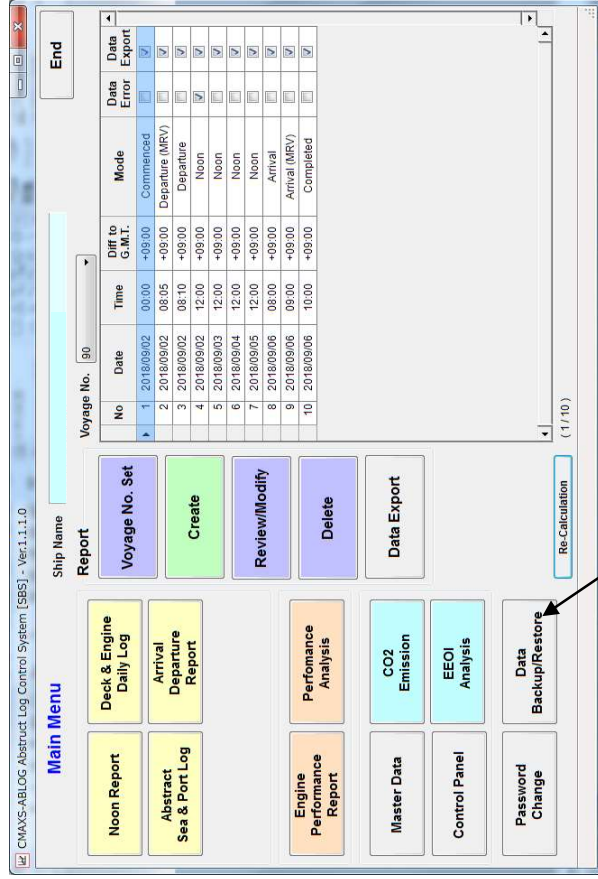 CMAXS-ABLOG Abstruct Log Control System [SBS] - Ver.1.1.1.0
Main Menu
Ship Name
End
Noon Report
Deck & Engine
Daily Log
Abstract
Sea & Port Log
Arrival
Departure
Report
Engine
Performance
Report
Perfomance
Analysis
Master Data
CO2
Emission
Control Panel
EEOI
Analysis
Password
Change
Data
Backup/Restore
Report
Voyage No. Set
Create
Review/Modify
Delete
Data Export
Re-Calculation
Voyage No. 90
No Date Time Diff to G.M.T. Mode Data Error Data Export
1 2018/09/02 00:00 +09:00 Commenced
2 2018/09/02 08:05 +09:00 Departure (MRV)
3 2018/09/02 08:10 +09:00 Departure
4 2018/09/02 12:00 +09:00 Noon
5 2018/09/03 12:00 +09:00 Noon
6 2018/09/04 12:00 +09:00 Noon
7 2018/09/05 12:00 +09:00 Noon
8 2018/09/06 08:00 +09:00 Arrival
9 2018/09/06 09:00 +09:00 Arrival (MRV)
10 2018/09/06 10:00 +09:00 Completed
( 1 / 10 )